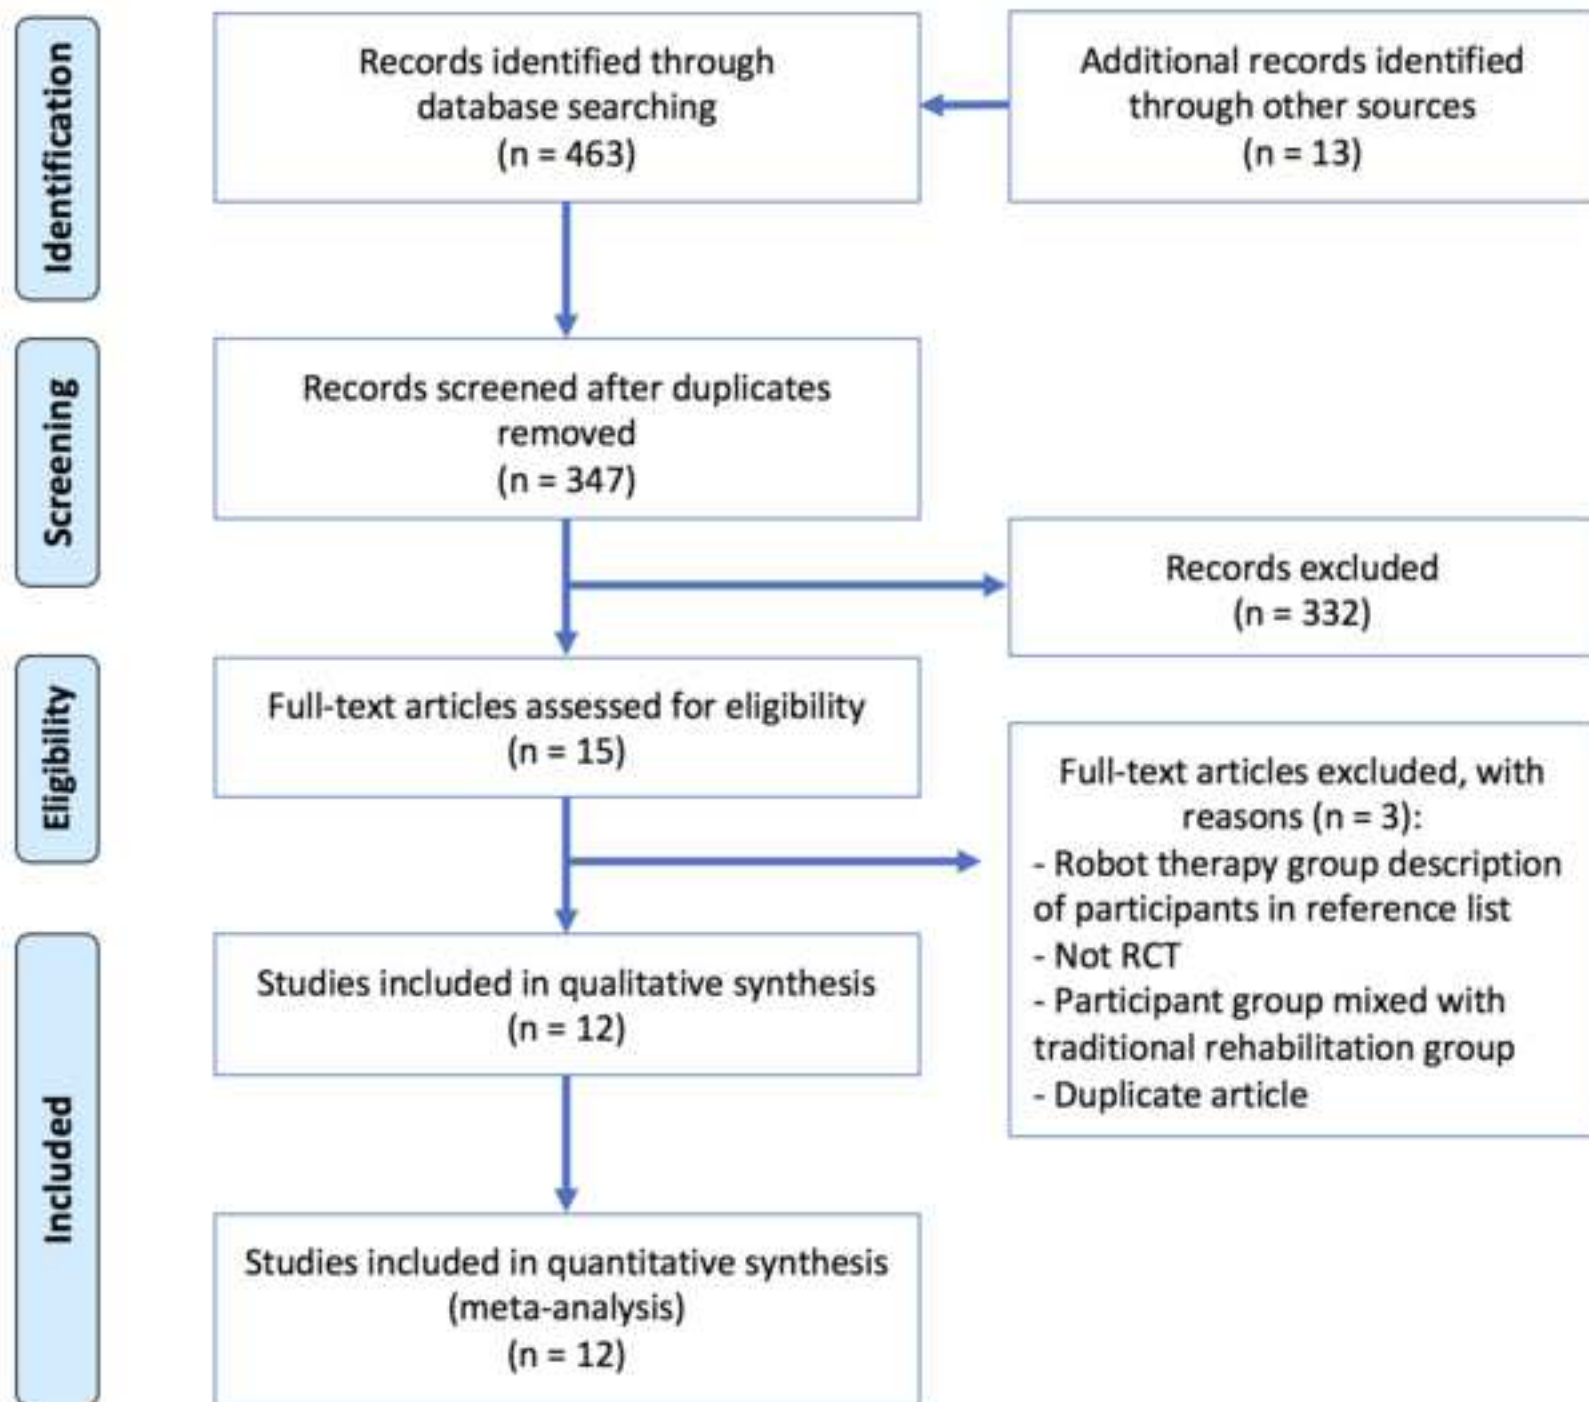 Identification
Records identified through
database searching
(n = 463)
Additional records identified
through other sources
(n = 13)
Screening
Records screened after duplicates
removed
(n = 347)
Records excluded
(n = 332)
Eligibility
Full-text articles assessed for eligibility
(n = 15)
Full-text articles excluded, with
reasons (n = 3):
- Robot therapy group description
of participants in reference list
- Not RCT
- Participant group mixed with
traditional rehabilitation group
- Duplicate article
Included
Studies included in qualitative synthesis
(n = 12)
Studies included in quantitative synthesis
(meta-analysis)
(n = 12)